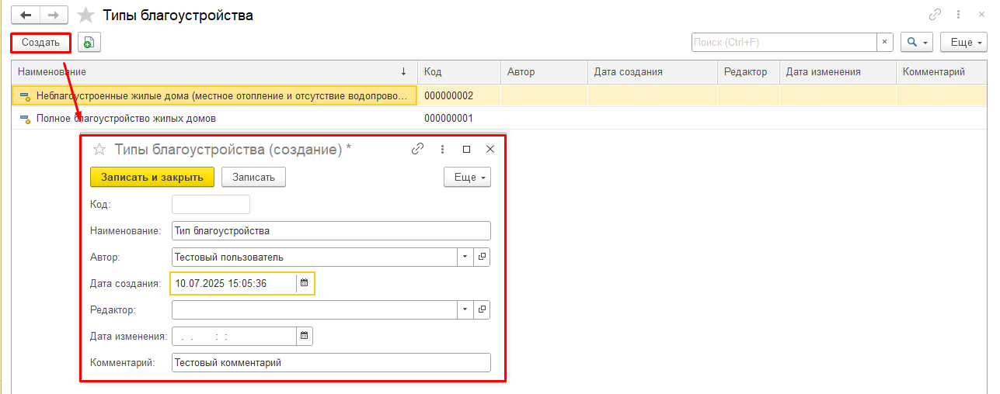 Типы благоустройства
Создать
Поиск (Ctrl+F)
Еще
Наименование Код Автор Дата создания Редактор Дата изменения Комментарий
Неблагоустроенные жилые дома (местное отопление и отсутствие водопрово... 000000002
Полное благоустройство жилых домов 000000001
Типы благоустройства (создание) *
Записать и закрыть Записать Еще
Код:
Наименование: Тип благоустройства
Автор: Тестовый пользователь
Дата создания: 10.07.2025 15:05:36
Редактор:
Дата изменения: . . : :
Комментарий: Тестовый комментарий